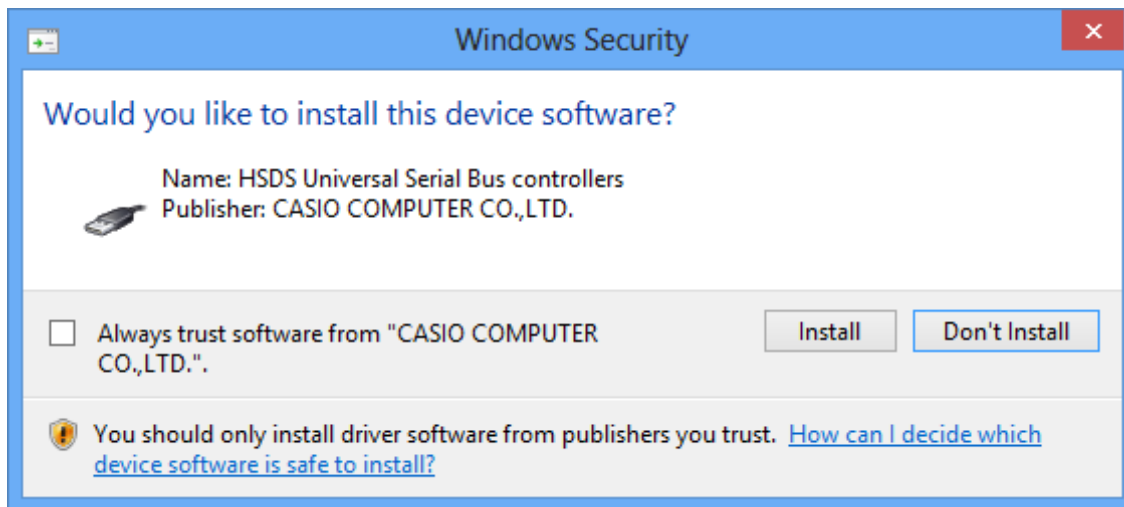 Windows Security
Would you like to install this device software?
Name: HSDS Universal Serial Bus controllers
Publisher: CASIO COMPUTER CO.,LTD.
Always trust software from "CASIO COMPUTER
CO.,LTD.".
Install
Don't Install
You should only install driver software from publishers you trust. How can I decide which
device software is safe to install?